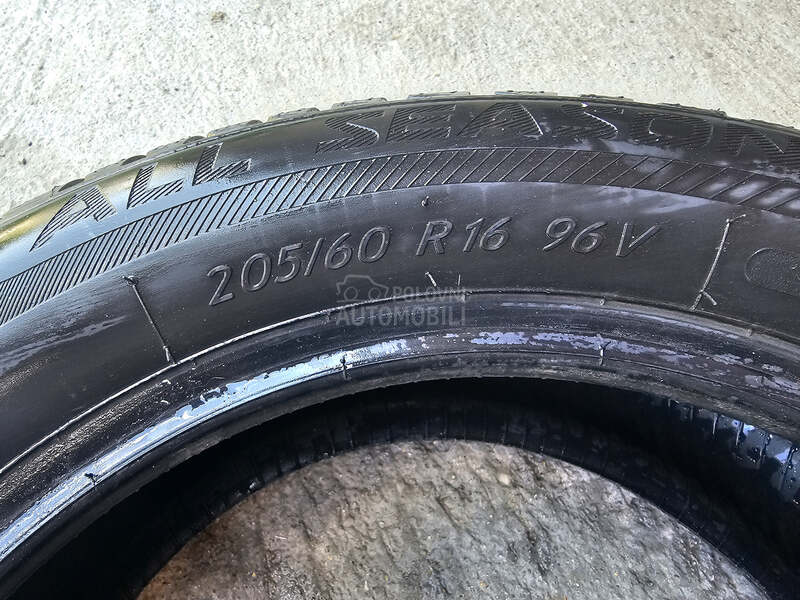 ALL SEASON
205/60 R16 96V
POLOVNI
AUTOMOBILI